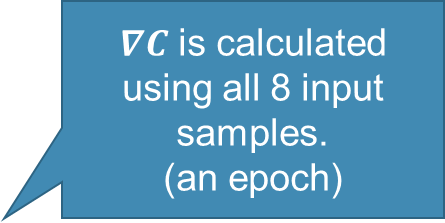 ∇C is calculated
using all 8 input
samples.
(an epoch)